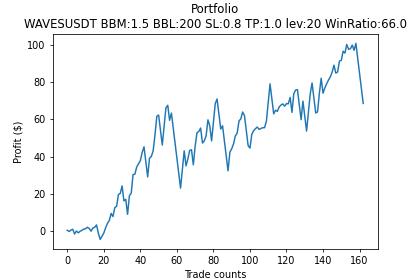 Portfolio
WAVESUSDT BBM:1.5 BBL:200 SL:0.8 TP:1.0 lev:20 WinRatio:66.0
Profit ($)
100
80
60
40
20
0
0 20 40 60 80 100 120 140 160
Trade counts